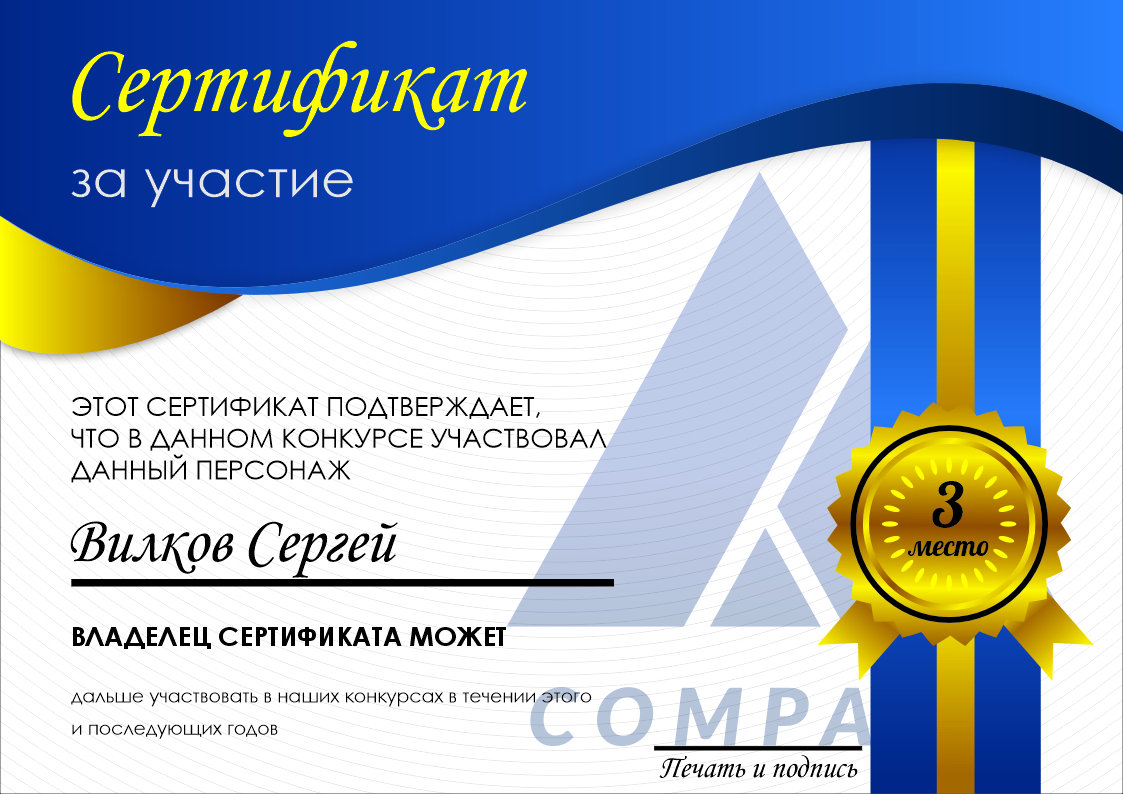 Сертификат
за участие
ЭТОТ СЕРТИФИКАТ ПОДТВЕРЖДАЕТ,
ЧТО В ДАННОМ КОНКУРСЕ УЧАСТВОВАЛ
ДАННЫЙ ПЕРСОНАЖ
Вилков Сергей
3
место
ВЛАДЕЛЕЦ СЕРТИФИКАТА МОЖЕТ
дальше участвовать в наших конкурсах в течении этого
и последующих годов
COMPA
Печать и подпись